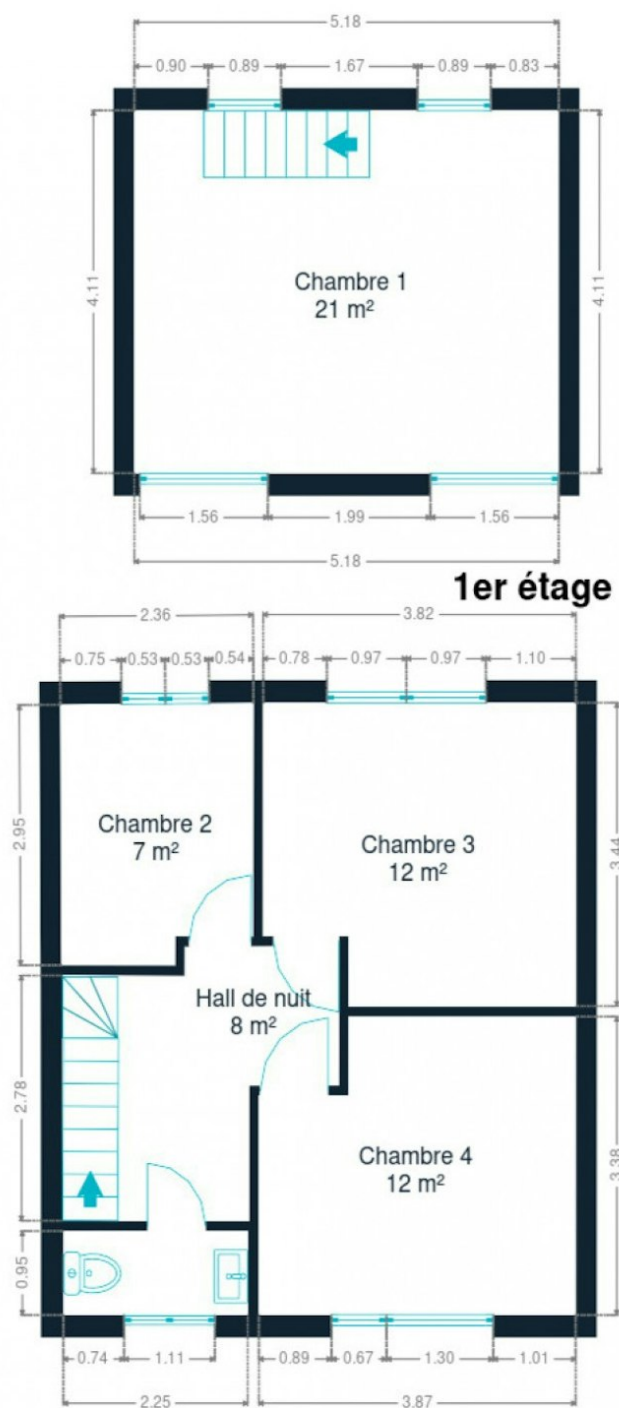 5.18
0.90 0.89 1.67 0.89 0.83
4.11
4.11
Chambre 1
21 m²
1.56 1.99 1.56
5.18
1er étage
2.36 3.82
0.75 0.53 0.53 0.54 0.78 0.97 0.97 1.10
2.95
3.44
Chambre 2
7 m²
Chambre 3
12 m²
Hall de nuit
8 m²
2.78
3.38
Chambre 4
12 m²
0.95
0.74 1.11 0.89 0.67 1.30 1.01
2.25 3.87